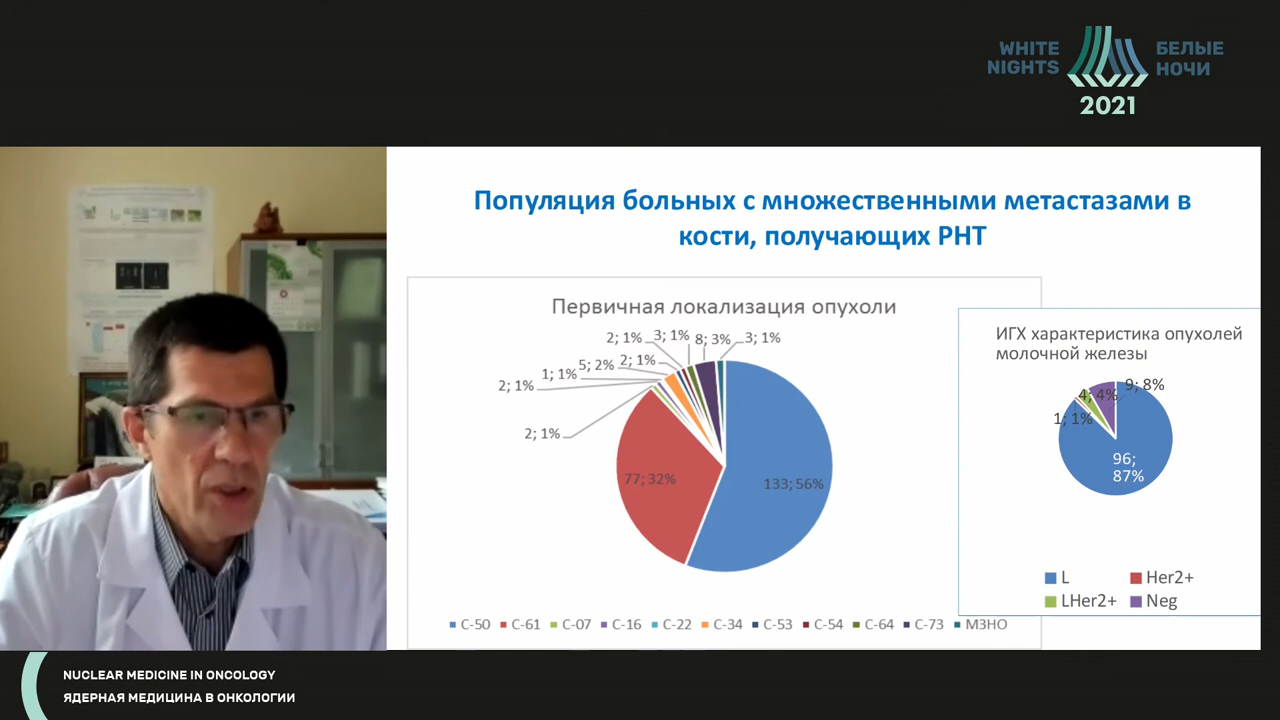 WHITE
NIGHTS
БЕЛЫЕ
НОЧИ
2021
Популяция больных с множественными метастазами в
кости, получающих РНТ
Первичная локализация опухоли
2; 1%
3; 1%
8; 3%
3; 1%
5; 2%
2; 1%
1; 1%
2; 1%
2; 1%
77; 32%
133; 56%
C-50
C-61
C-07
C-16
C-22
C-34
C-53
C-54
C-64
C-73
МЗНО
ИГХ характеристика опухолей
молочной железы
9; 8%
4; 4%
1; 1%
96;
87%
L
Her2+
LHer2+
Neg
NUCLEAR MEDICINE IN ONCOLOGY
ЯДЕРНАЯ МЕДИЦИНА В ОНКОЛОГИИ